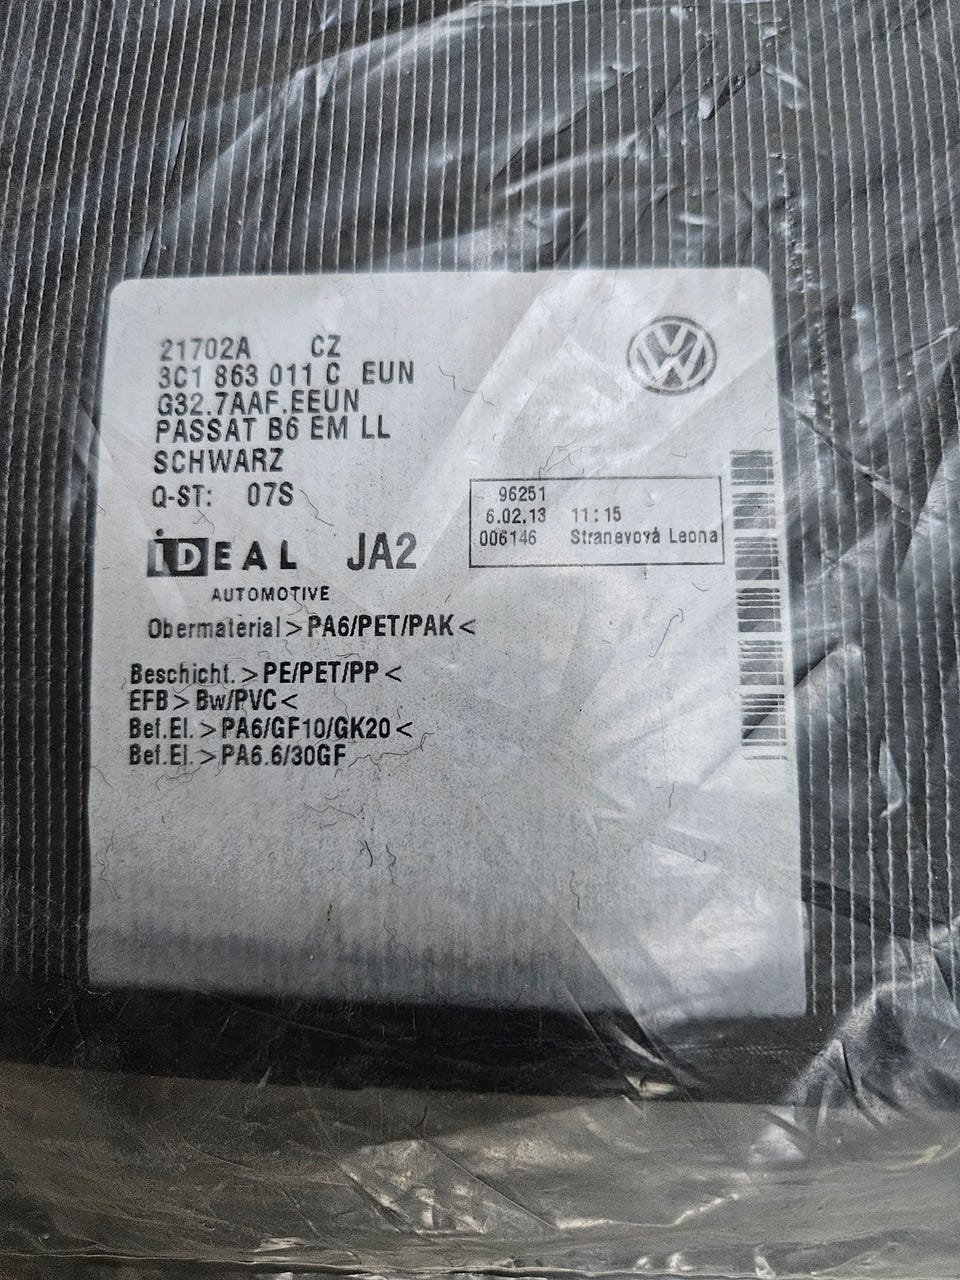 21702A CZ
3C1 863 011 C EUN
G32.7AAF.EEUN
PASSAT B6 EM LL
SCHWARZ
Q-ST: 07S
96251
6.02.13 11:15
006146 Stranevová Leona
iDEAL JA2
AUTOMOTIVE
Obermaterial >PA6/PET/PAK<
Beschicht. >PE/PET/PP<
EFB >Bw/PVC<
Bef.El. >PA6/GF10/GK20<
Bef.El. >PA6.6/30GF
VW